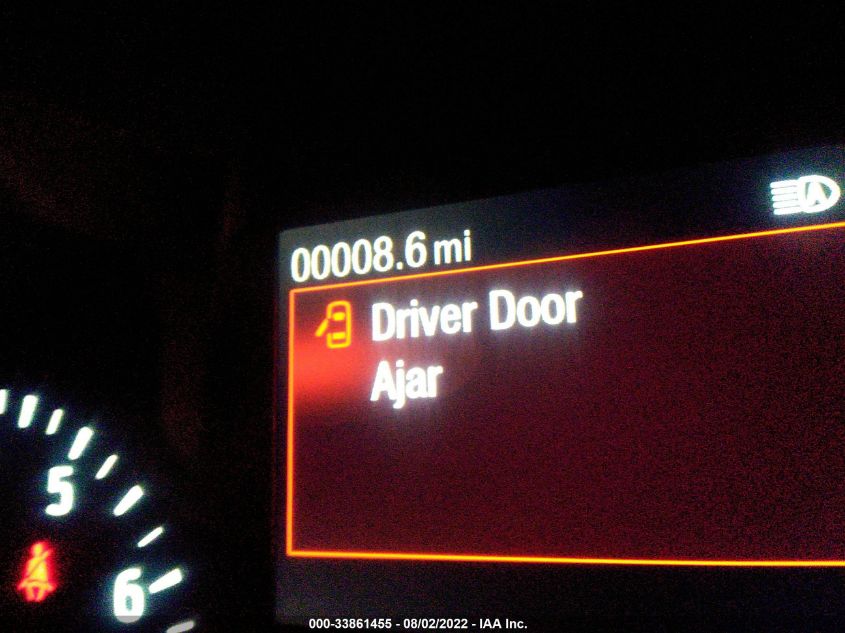 00008.6 mi
A
Driver Door
Ajar
5
6
000-33861455 - 08/02/2022 - IAA Inc.